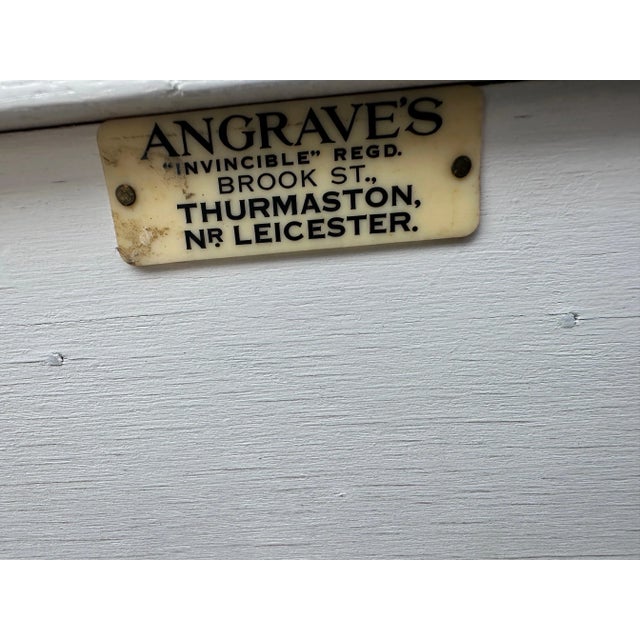 ANGRAVE'S
"INVINCIBLE" REGD.
BROOK ST.,
THURMASTON,
NR. LEICESTER.